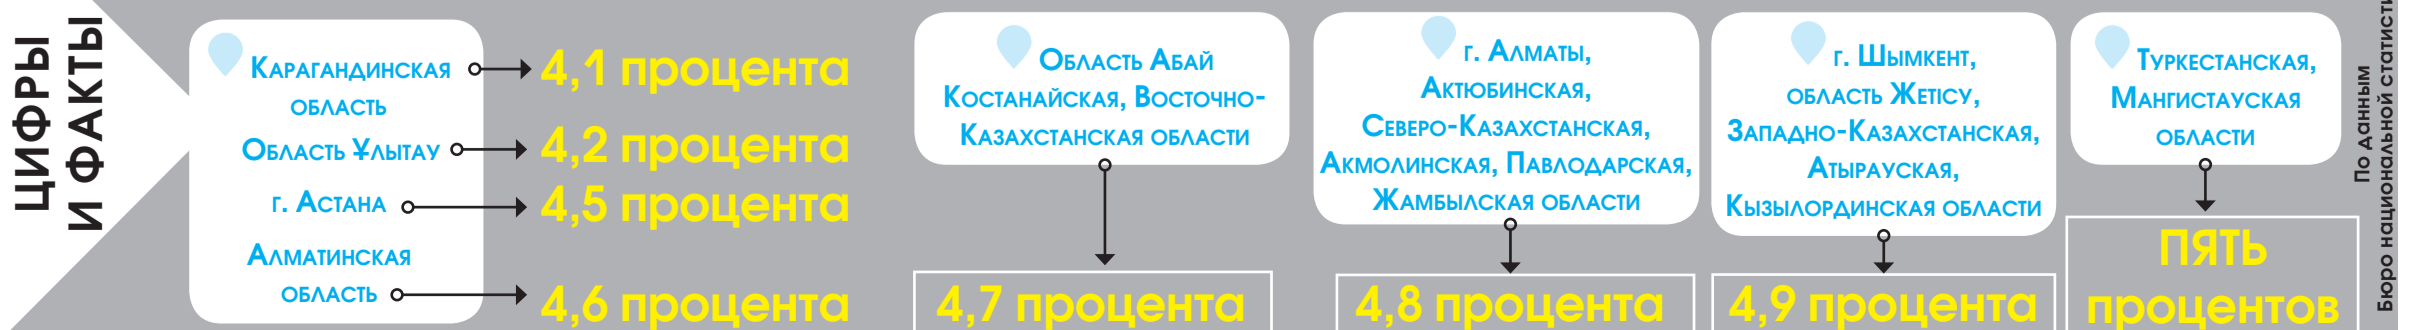 ЦИФРЫ
И ФАКТЫ
Карагандинская
область
4,1 процента
Область Ұлытау
4,2 процента
г. Астана
4,5 процента
Алматинская
область
4,6 процента
Область Абай
Костанайская, Восточно-
Казахстанская области
4,7 процента
г. Алматы,
Актюбинская,
Северо-Казахстанская,
Акмолинская, Павлодарская,
Жамбылская области
4,8 процента
г. Шымкент,
область Жетісу,
Западно-Казахстанская,
Атырауская,
Кызылординская области
4,9 процента
Туркестанская,
Мангистауская
области
ПЯТЬ
процентов
По данным
Бюро национальной